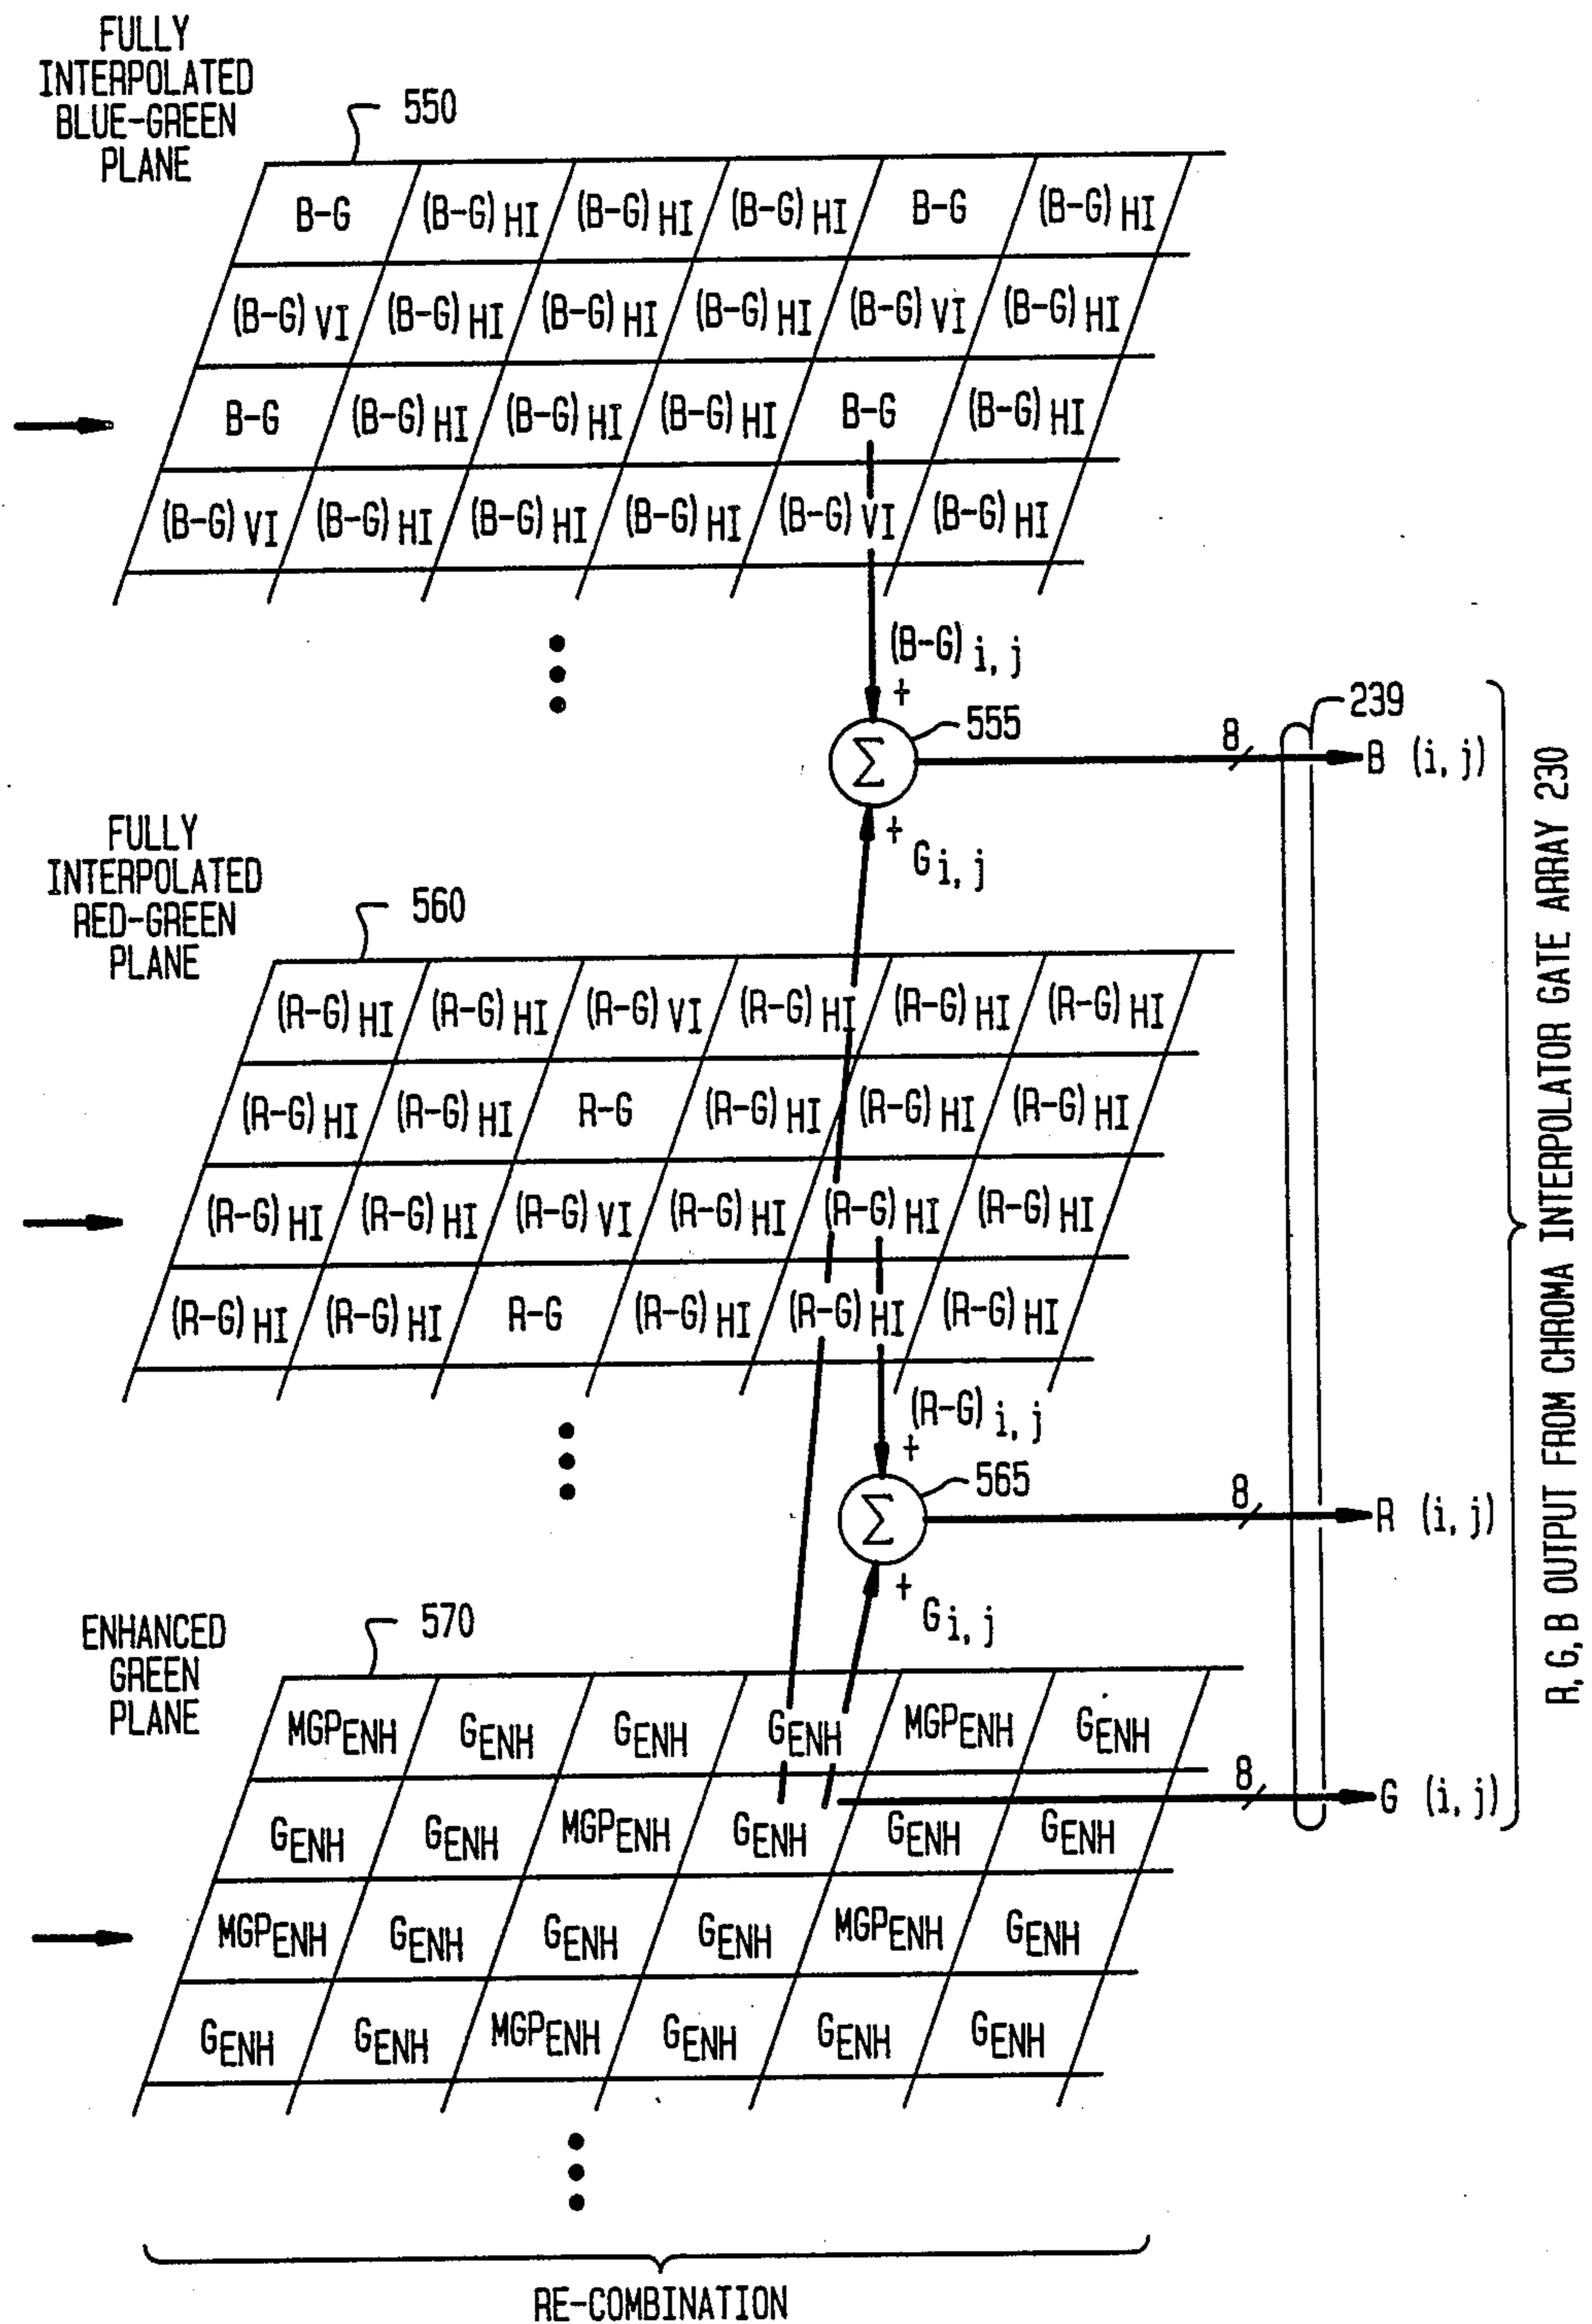 FULLY
INTERPOLATED
BLUE-GREEN
PLANE
550
B-G (B-G)HI (B-G)HI (B-G)HI B-G (B-G)HI
(B-G)VI (B-G)HI (B-G)HI (B-G)HI (B-G)VI (B-G)HI
B-G (B-G)HI (B-G)HI (B-G)HI B-G (B-G)HI
(B-G)VI (B-G)HI (B-G)HI (B-G)HI (B-G)VI (B-G)HI
(B-G)i,j
+
Σ 555 8 239 B (i,j)
+
Gi,j
FULLY
INTERPOLATED
RED-GREEN
PLANE
560
(R-G)HI (R-G)HI (R-G)VI (R-G)HI (R-G)HI (R-G)HI
(R-G)HI (R-G)HI R-G (R-G)HI (R-G)HI (R-G)HI
(R-G)HI (R-G)HI (R-G)VI (R-G)HI (R-G)HI (R-G)HI
(R-G)HI (R-G)HI R-G (R-G)HI (R-G)HI (R-G)HI
(R-G)i,j
+
Σ 565 8 R (i,j)
+
Gi,j
ENHANCED
GREEN
PLANE
570
MGPENH GENH GENH GENH MGPENH GENH
8 G (i,j)
GENH GENH MGPENH GENH GENH GENH
MGPENH GENH GENH GENH MGPENH GENH
GENH GENH MGPENH GENH GENH GENH
RE-COMBINATION
R,G,B OUTPUT FROM CHROMA INTERPOLATOR GATE ARRAY 230